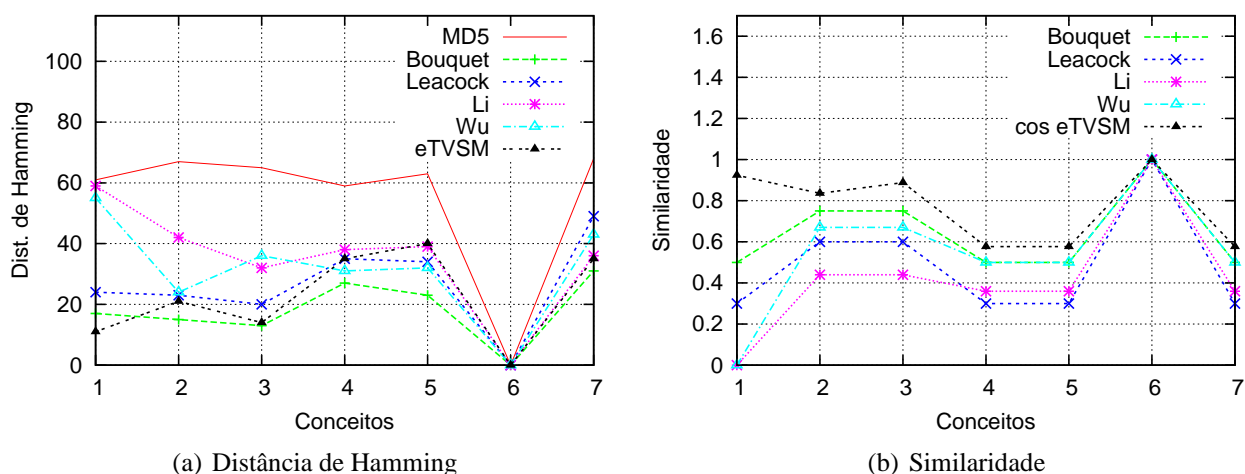 MD5
Bouquet
Leacock
Li
Wu
eTVSM
100
80
60
40
20
0
Dist. de Hamming
1 2 3 4 5 6 7
Conceitos
(a) Distância de Hamming
Bouquet
Leacock
Li
Wu
cos eTVSM
1.6
1.4
1.2
1
0.8
0.6
0.4
0.2
0
Similaridade
1 2 3 4 5 6 7
Conceitos
(b) Similaridade